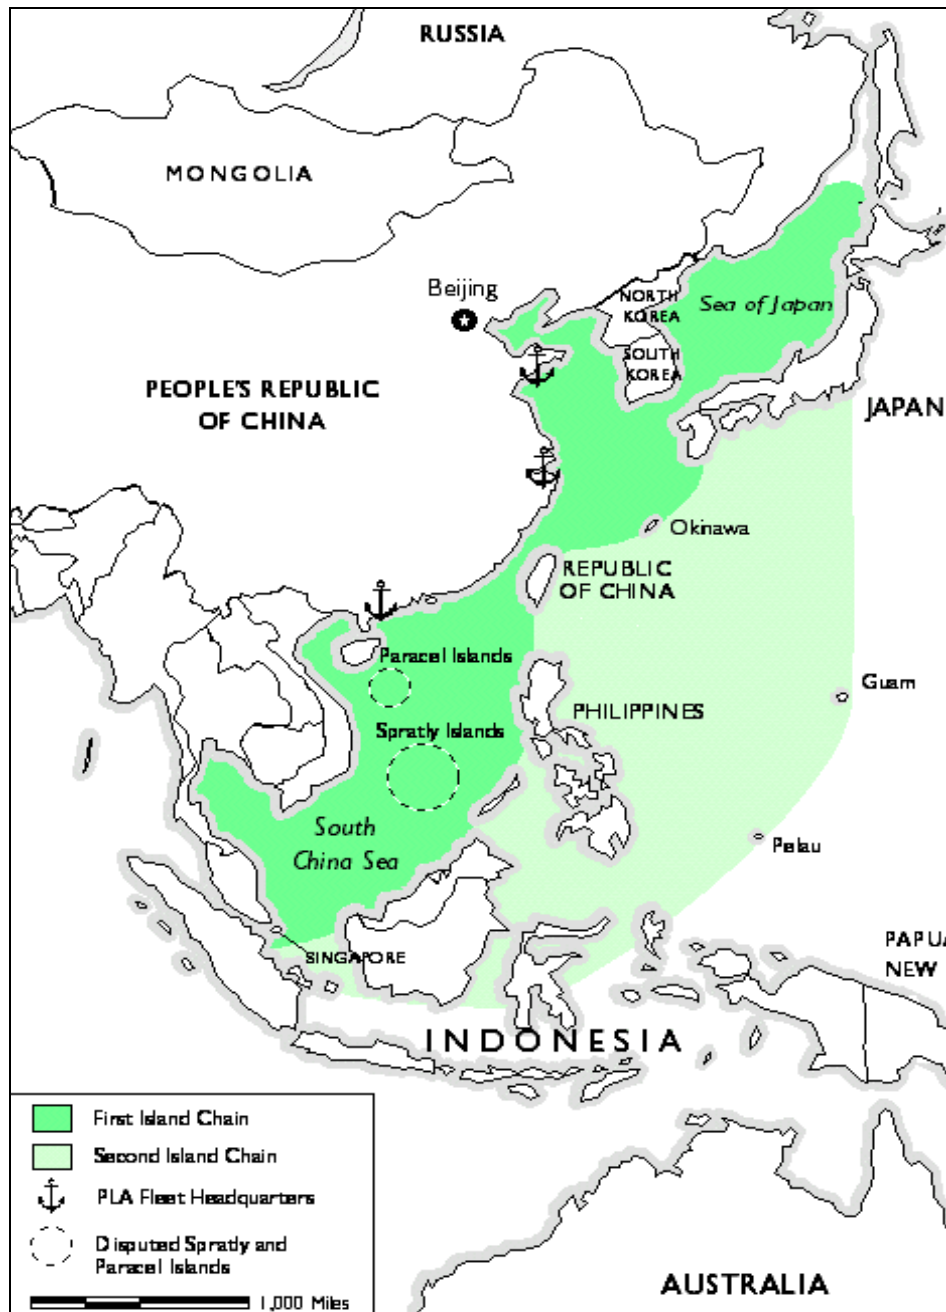 RUSSIA
MONGOLIA
Beijing
NORTH
KOREA
Sea of Japan
SOUTH
KOREA
PEOPLE'S REPUBLIC
OF CHINA
JAPAN
Okinawa
REPUBLIC
OF CHINA
Paracel Islands
Guam
PHILIPPINES
Spratly Islands
South
China Sea
Pelau
PAPUA
NEW
SINGAPORE
INDONESIA
First Island Chain
Second Island Chain
PLA Fleet Headquarters
Disputed Spratly and
Paracel Islands
1,000 Miles
AUSTRALIA